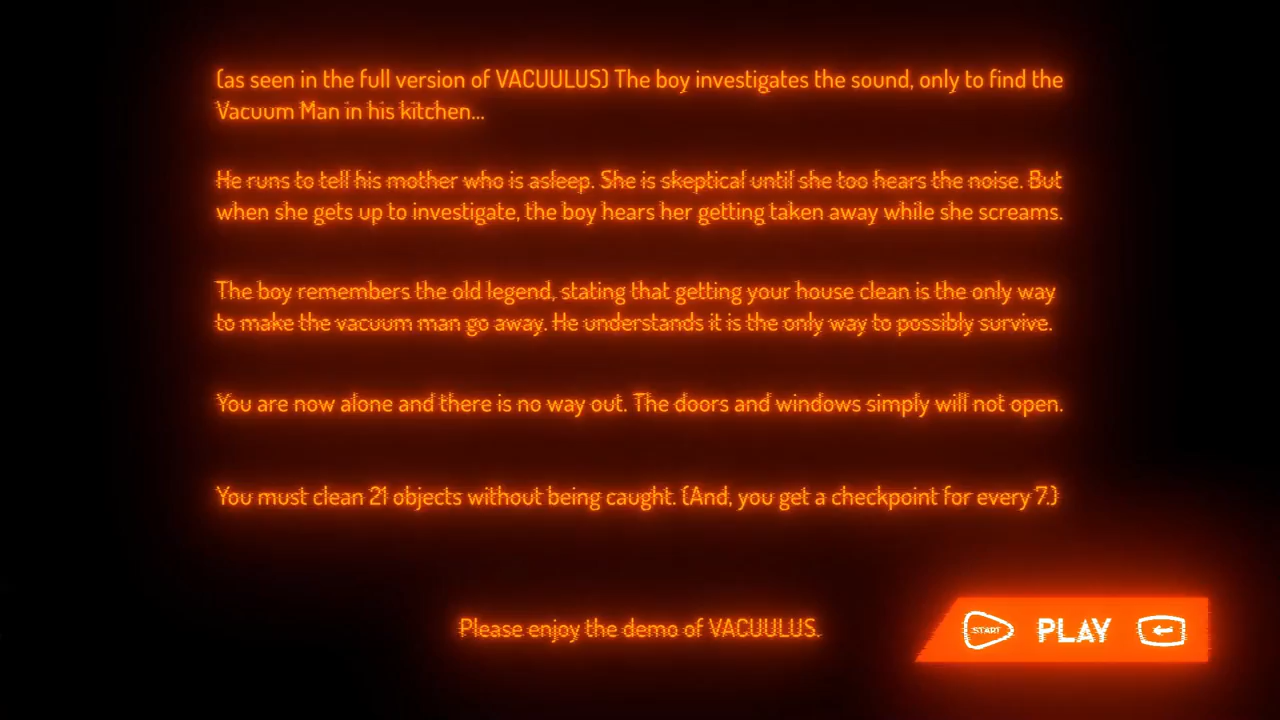 (as seen in the full version of VACUULUS) The boy investigates the sound, only to find the
Vacuum Man in his kitchen...
He runs to tell his mother who is asleep. She is skeptical until she too hears the noise. But
when she gets up to investigate, the boy hears her getting taken away while she screams.
The boy remembers the old legend, stating that getting your house clean is the only way
to make the vacuum man go away. He understands it is the only way to possibly survive.
You are now alone and there is no way out. The doors and windows simply will not open.
You must clean 21 objects without being caught. (And, you get a checkpoint for every 7.)
Please enjoy the demo of VACUULUS.
START PLAY